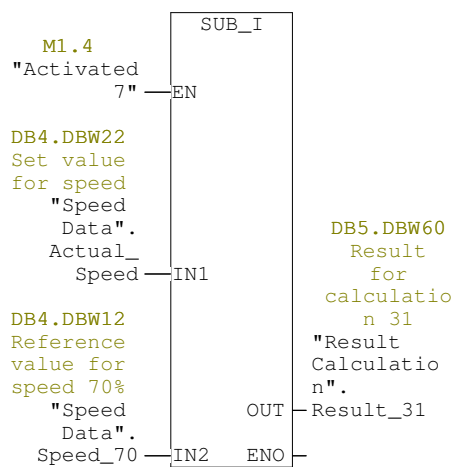 SUB_I
M1.4
"Activated
7"
EN
DB4.DBW22
Set value
for speed
"Speed
Data".
Actual_
Speed
IN1
DB5.DBW60
Result
for
calculatio
n 31
"Result
Calculatio
n".
Result_31
OUT
DB4.DBW12
Reference
value for
speed 70%
"Speed
Data".
Speed_70
IN2
ENO